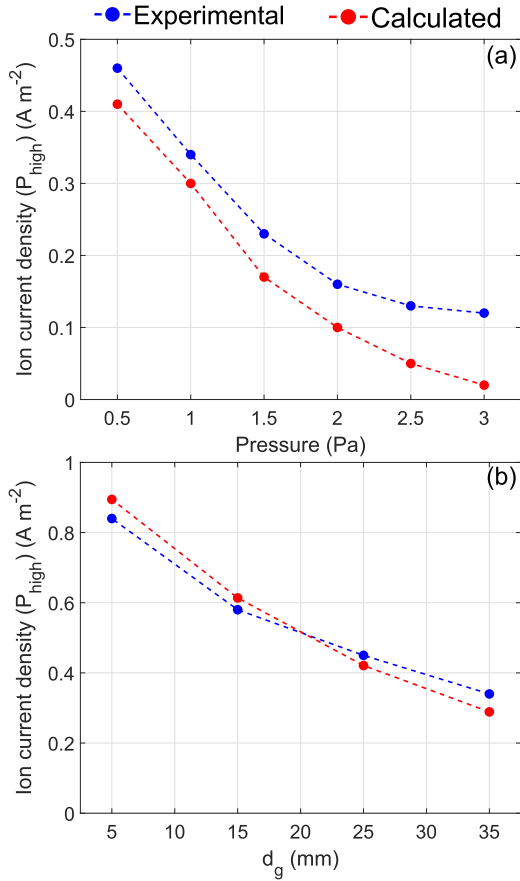 Experimental Calculated
(a)
Ion current density (P_high) (A m^-2)
0.5
0.4
0.3
0.2
0.1
0
0.5 1 1.5 2 2.5 3
Pressure (Pa)
(b)
Ion current density (P_high) (A m^-2)
1
0.8
0.6
0.4
0.2
0
5 10 15 20 25 30 35
d_g (mm)